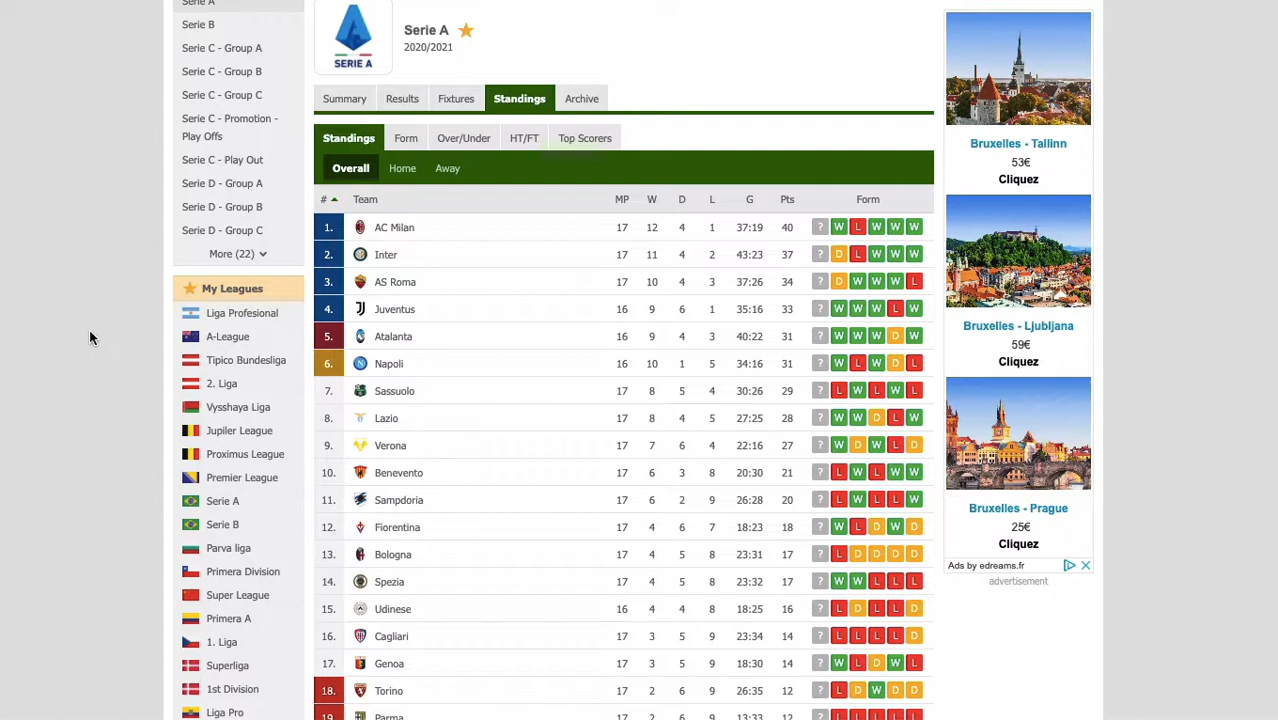 Serie A
Serie B
Serie C - Group A
Serie C - Group B
Serie C - Group C
Serie C - Promotion -
Play Offs
Serie C - Play Out
Serie D - Group A
Serie D - Group B
Serie D - Group C
More (22)
My Leagues
Liga Profesional
A-League
Tipico Bundesliga
2. Liga
Vysshaya Liga
Jupiler League
Proximus League
Premier League
Serie A
Serie B
Parva liga
Primera Division
Super League
Primera A
1. Liga
Superliga
1st Division
Liga Pro
SERIE A
Serie A
2020/2021
Summary Results Fixtures Standings Archive
Standings Form Over/Under HT/FT Top Scorers
Overall Home Away
# Team MP W D L G Pts Form
1. AC Milan 17 12 4 1 37:19 40 ? W L W W W
2. Inter 17 11 4 2 43:23 37 ? D L W W W
3. AS Roma 17 10 4 3 37:26 34 ? D W W W L
4. Juventus 16 9 6 1 35:16 33 ? W W W L W
5. Atalanta 16 9 4 3 40:22 31 ? W W W D W
6. Napoli 16 10 1 5 34:16 31 ? W L W D L
7. Sassuolo 17 8 5 4 30:26 29 ? L W L W L
8. Lazio 17 8 4 5 27:25 28 ? W W D L W
9. Verona 17 7 6 4 22:16 27 ? W D W L D
10. Benevento 17 6 3 8 20:30 21 ? L W L W W
11. Sampdoria 17 6 2 9 26:28 20 ? L W L L W
12. Fiorentina 17 4 6 7 18:23 18 ? W L D W D
13. Bologna 17 4 5 8 23:31 17 ? L D D D D
14. Spezia 17 4 5 8 23:32 17 ? W W L L L
15. Udinese 16 4 4 8 18:25 16 ? L D L L D
16. Cagliari 17 3 5 9 23:34 14 ? L L L L D
17. Genoa 17 3 5 9 18:30 14 ? W L D W L
18. Torino 17 2 6 9 26:35 12 ? L D W D D
19. Parma 17 2 6 9 13:33 12 ? L L L L L
Bruxelles - Tallinn
53€
Cliquez
Bruxelles - Ljubljana
59€
Cliquez
Bruxelles - Prague
25€
Cliquez
Ads by edreams.fr
advertisement